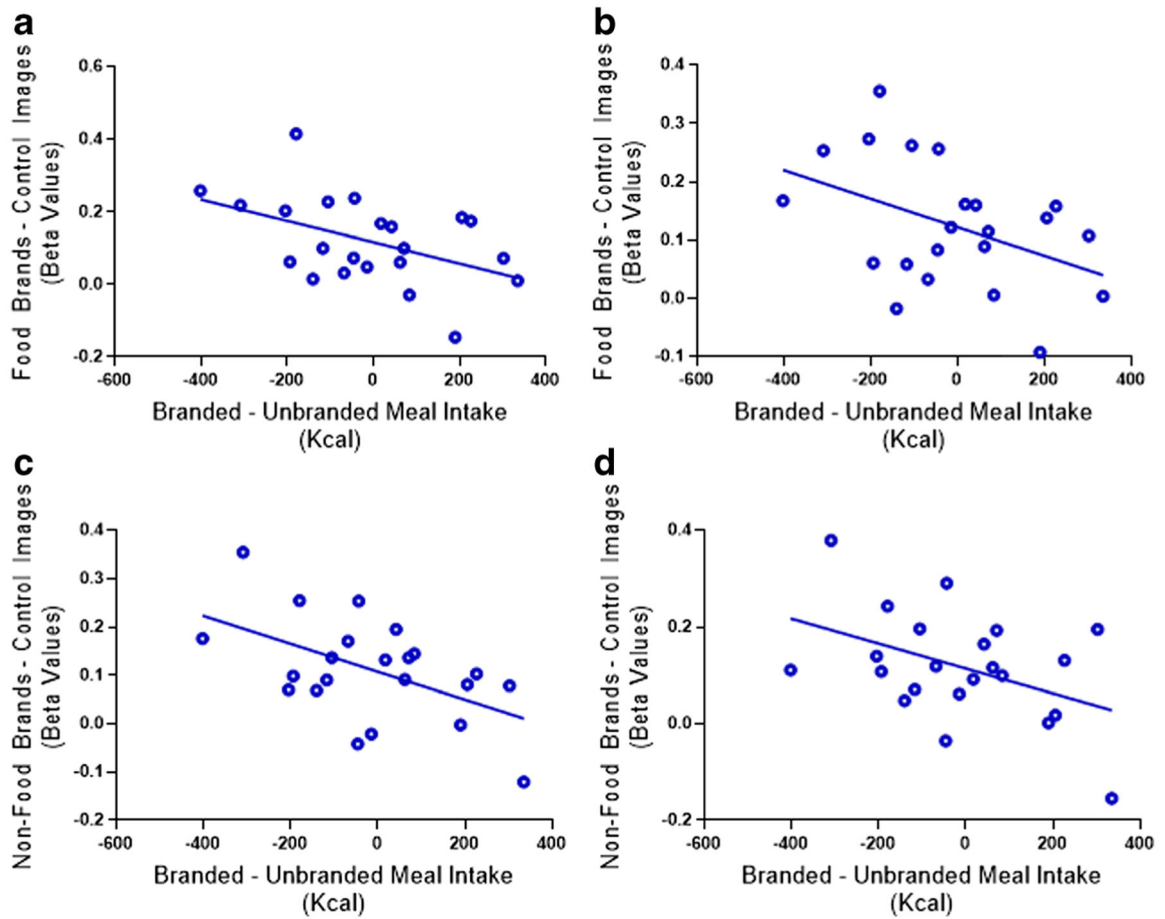 a
Food Brands - Control Images
(Beta Values)
0.6
0.4
0.2
0.0
-0.2
-600 -400 -200 0 200 400
Branded - Unbranded Meal Intake
(Kcal)
b
Food Brands - Control Images
(Beta Values)
0.4
0.3
0.2
0.1
0.0
-0.1
-600 -400 -200 0 200 400
Branded - Unbranded Meal Intake
(Kcal)
c
Non-Food Brands - Control Images
(Beta Values)
0.4
0.3
0.2
0.1
0.0
-0.1
-0.2
-600 -400 -200 0 200 400
Branded - Unbranded Meal Intake
(Kcal)
d
Non-Food Brands - Control Images
(Beta Values)
0.4
0.2
0.0
-0.2
-600 -400 -200 0 200 400
Branded - Unbranded Meal Intake
(Kcal)